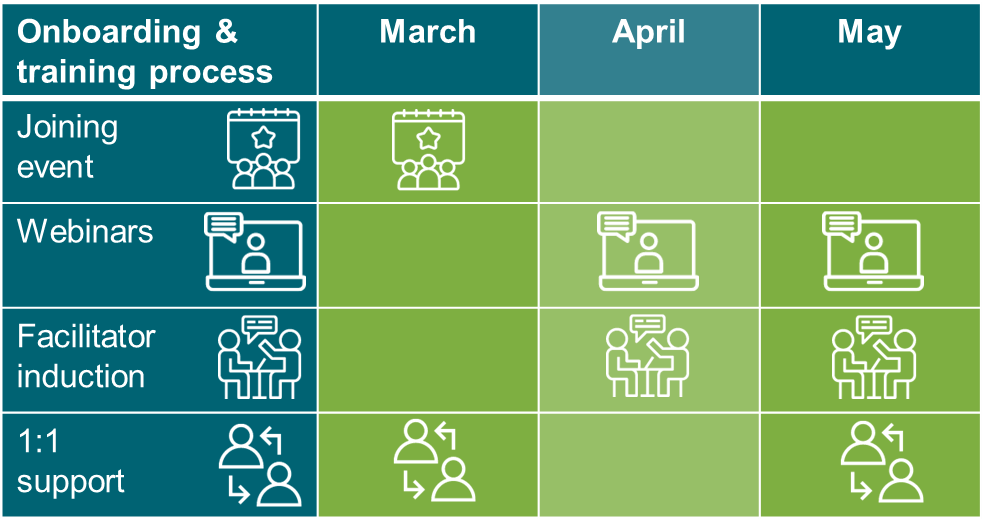 Onboarding &
training process
March
April
May
Joining
event
Webinars
Facilitator
induction
1:1
support